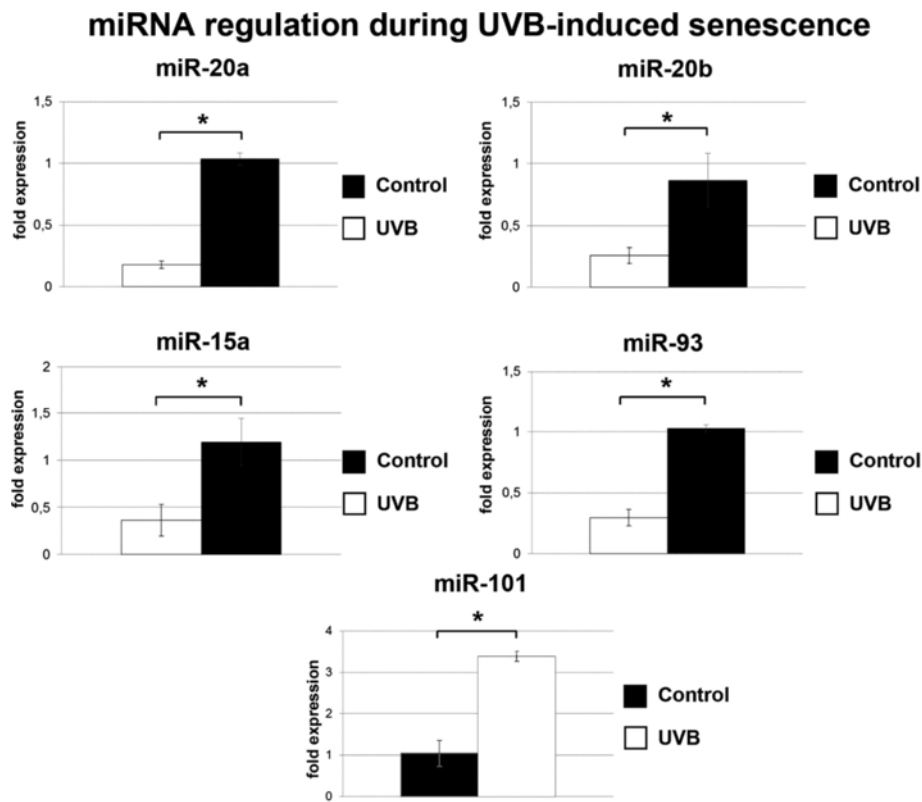 miRNA regulation during UVB-induced senescence
miR-20a
fold expression
1,5
1
0,5
0
*
Control
UVB
miR-20b
fold expression
1,5
1
0,5
0
*
Control
UVB
miR-15a
fold expression
2
1,5
1
0,5
0
*
Control
UVB
miR-93
fold expression
1,5
1
0,5
0
*
Control
UVB
miR-101
fold expression
4
3
2
1
0
*
Control
UVB